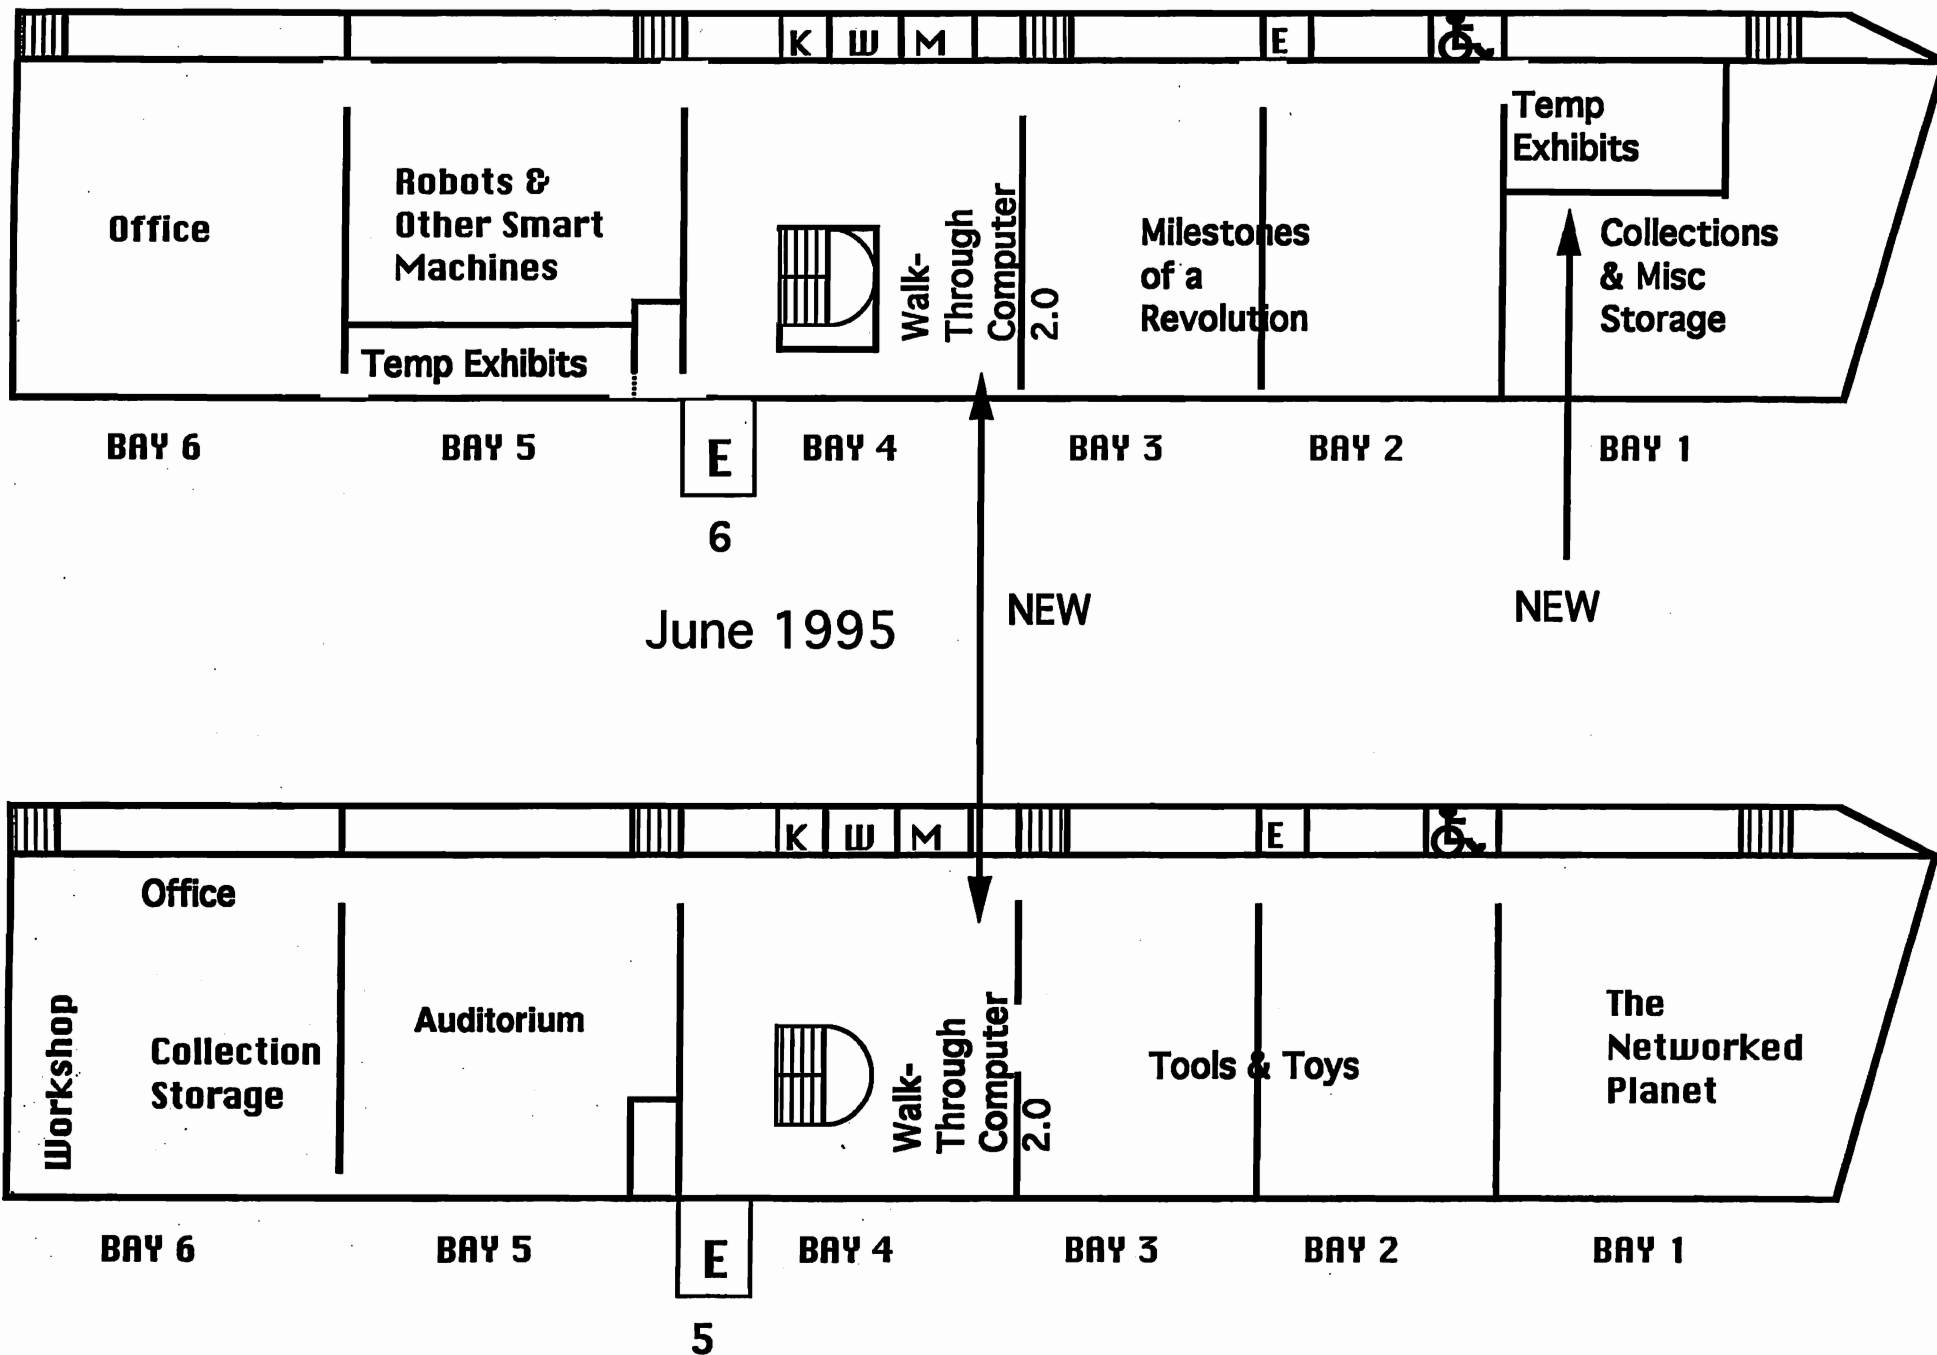 K W M E
Temp
Exhibits
Office
Robots &
Other Smart
Machines
Temp Exhibits
Walk-
Through
Computer
2.0
Milestones
of a
Revolution
Collections
& Misc
Storage
BAY 6 BAY 5 BAY 4 BAY 3 BAY 2 BAY 1
E
6
June 1995
NEW
NEW
K W M E
Office
Workshop
Collection
Storage
Auditorium
Walk-
Through
Computer
2.0
Tools & Toys
The
Networked
Planet
BAY 6 BAY 5 BAY 4 BAY 3 BAY 2 BAY 1
E
5